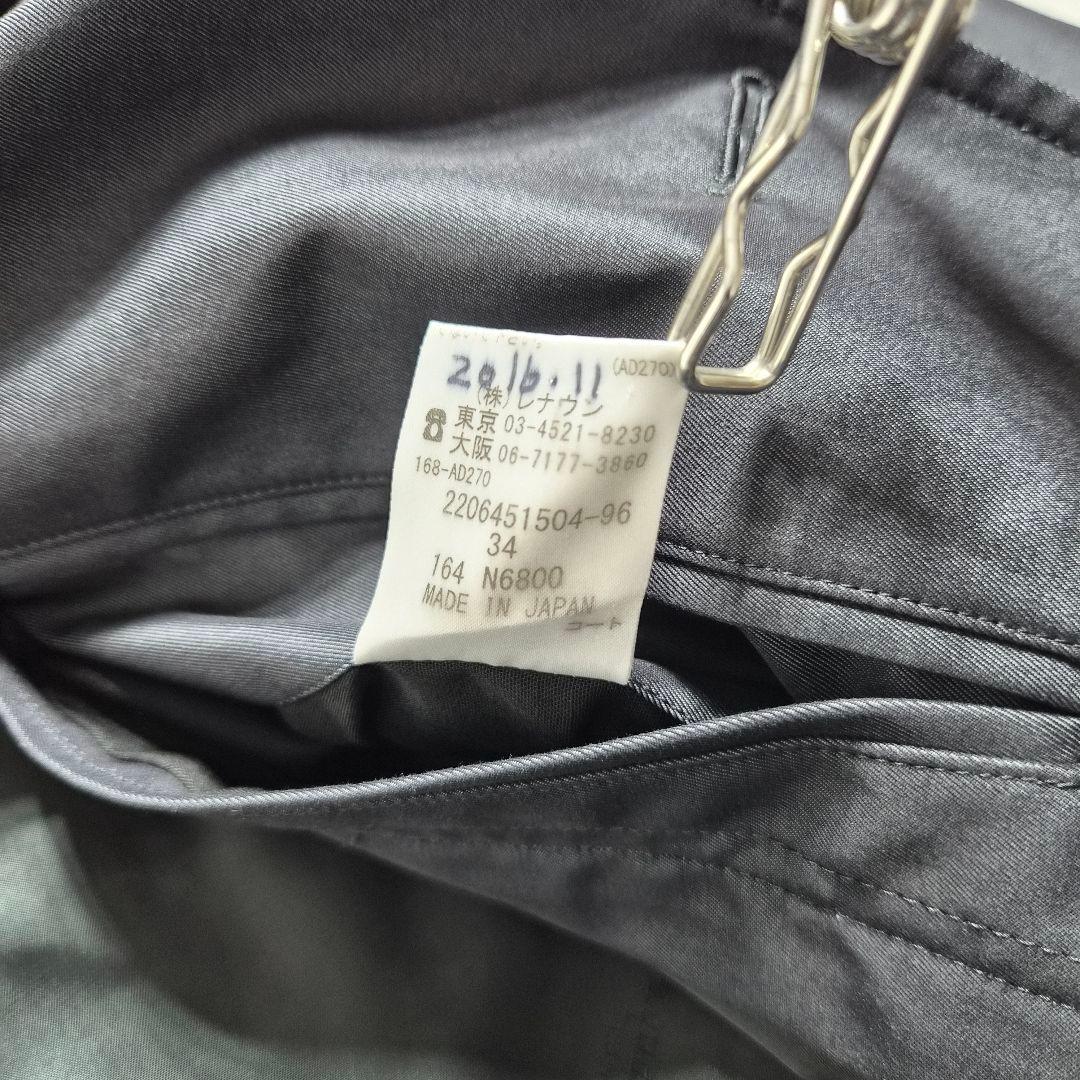 2016.11
(AD270)
(株)レナウン
東京 03-4521-8230
大阪 06-7177-3860
168-AD270
2206451504-96
34
164 N6800
MADE IN JAPAN
コート